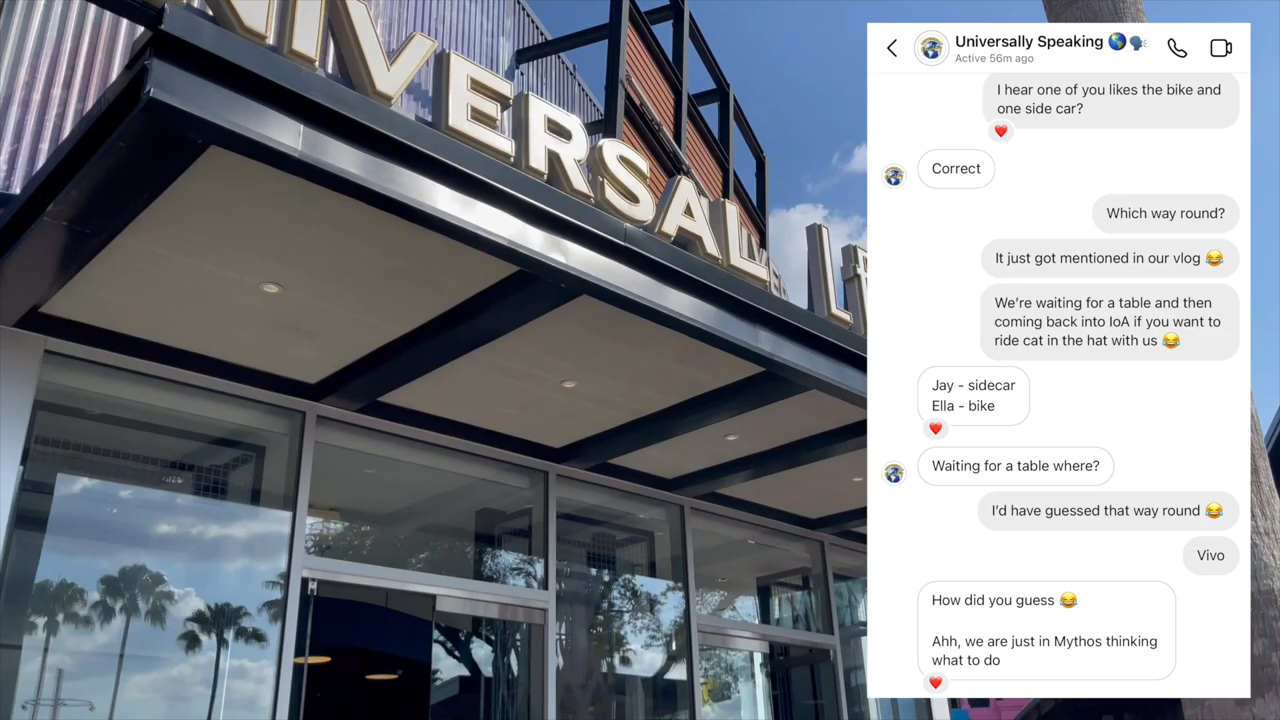 NIVERSAL
Universally Speaking 🌎🗣️
Active 56m ago
I hear one of you likes the bike and
one side car?
❤️
Correct
Which way round?
It just got mentioned in our vlog 😂
We’re waiting for a table and then
coming back into IoA if you want to
ride cat in the hat with us 😂
Jay - sidecar
Ella - bike
❤️
Waiting for a table where?
I’d have guessed that way round 😂
Vivo
How did you guess 😂
Ahh, we are just in Mythos thinking
what to do
❤️